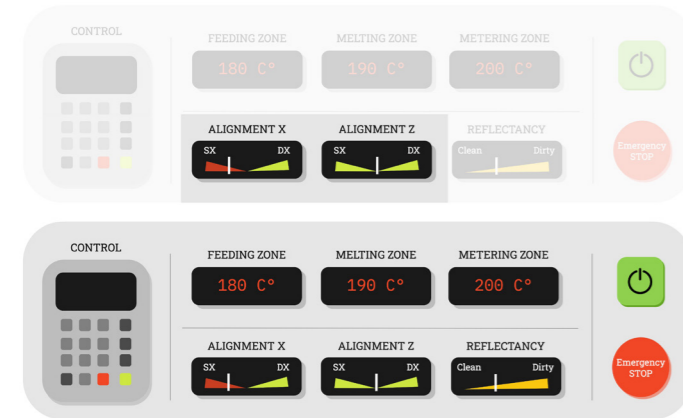 CONTROL
FEEDING ZONE
MELTING ZONE
METERING ZONE
180 C°
190 C°
200 C°
ALIGNMENT X
ALIGNMENT Z
REFLECTANCY
SX DX
SX DX
Clean Dirty
Emergency
STOP
CONTROL
FEEDING ZONE
MELTING ZONE
METERING ZONE
180 C°
190 C°
200 C°
ALIGNMENT X
ALIGNMENT Z
REFLECTANCY
SX DX
SX DX
Clean Dirty
Emergency
STOP